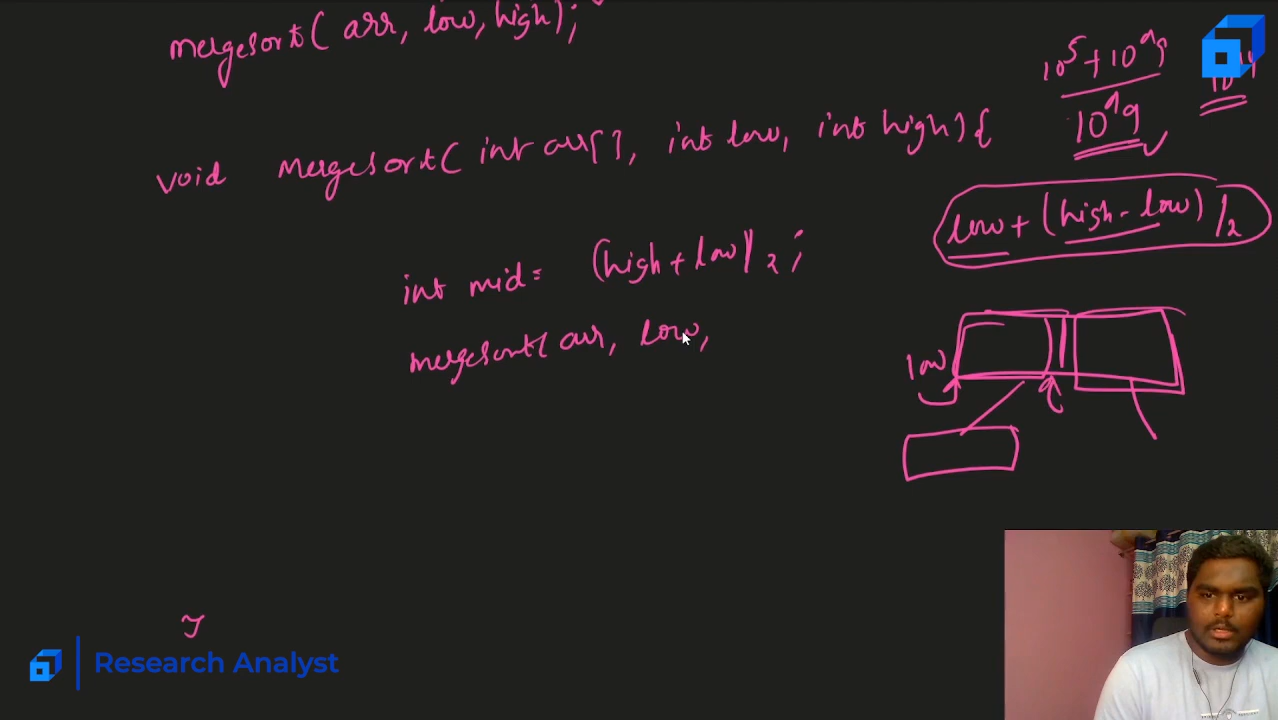 mergesort( arr, low, high);
10^5 + 10^9
10^9
void mergesort( int arr[], int low, int high) {
low + (high - low) / 2
int mid = (high + low) / 2 ;
mergesort( arr, low,
low
}
Research Analyst